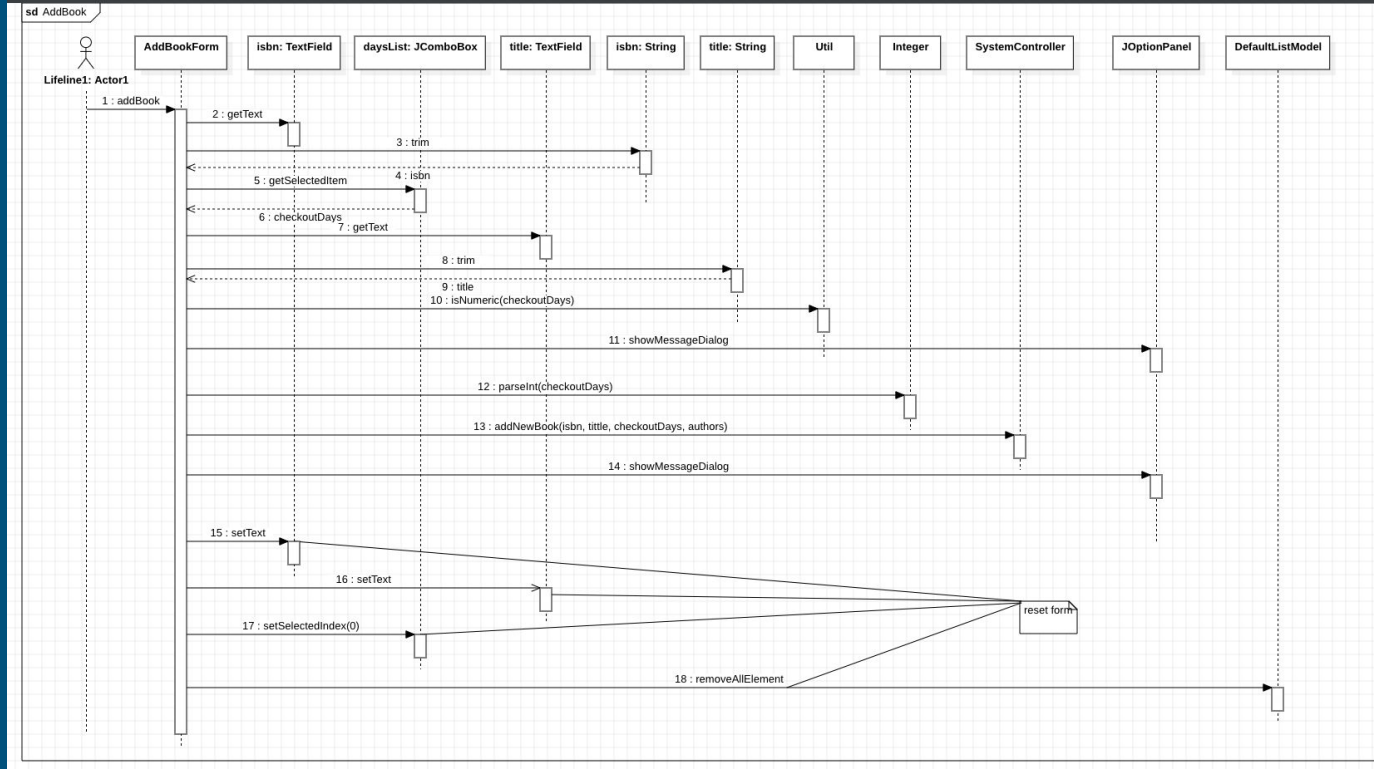 sd AddBook
AddBookForm
isbn: TextField
daysList: JComboBox
title: TextField
isbn: String
title: String
Util
Integer
SystemController
JOptionPanel
DefaultListModel
Lifeline1: Actor1
1 : addBook
2 : getText
3 : trim
4 : isbn
5 : getSelectedItem
6 : checkoutDays
7 : getText
8 : trim
9 : title
10 : isNumeric(checkoutDays)
11 : showMessageDialog
12 : parseInt(checkoutDays)
13 : addNewBook(isbn, tittle, checkoutDays, authors)
14 : showMessageDialog
15 : setText
16 : setText
reset form
17 : setSelectedIndex(0)
18 : removeAllElement